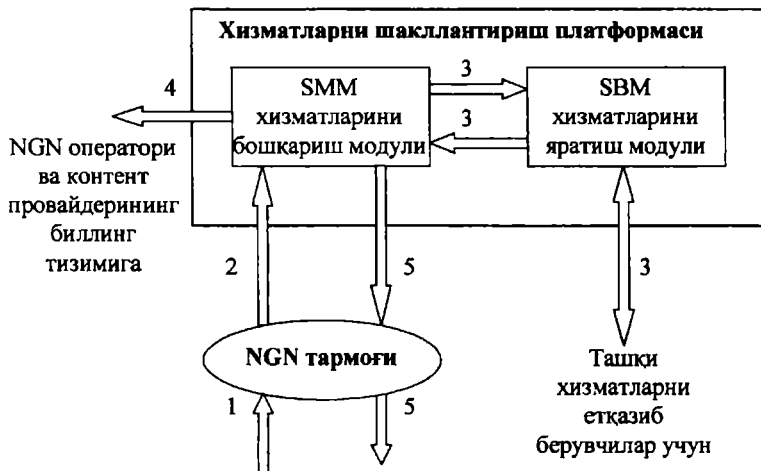 Хизматларни шакллантириш платформаси
4
SMM
хизматларини
бошқариш модули
3
3
SBM
хизматларини
яратиш модули
NGN оператори
ва контент
провайдерининг
биллинг
тизимига
2
5
3
NGN тармоғи
Ташқи
хизматларни
етқазиб
берувчилар учун
1
5